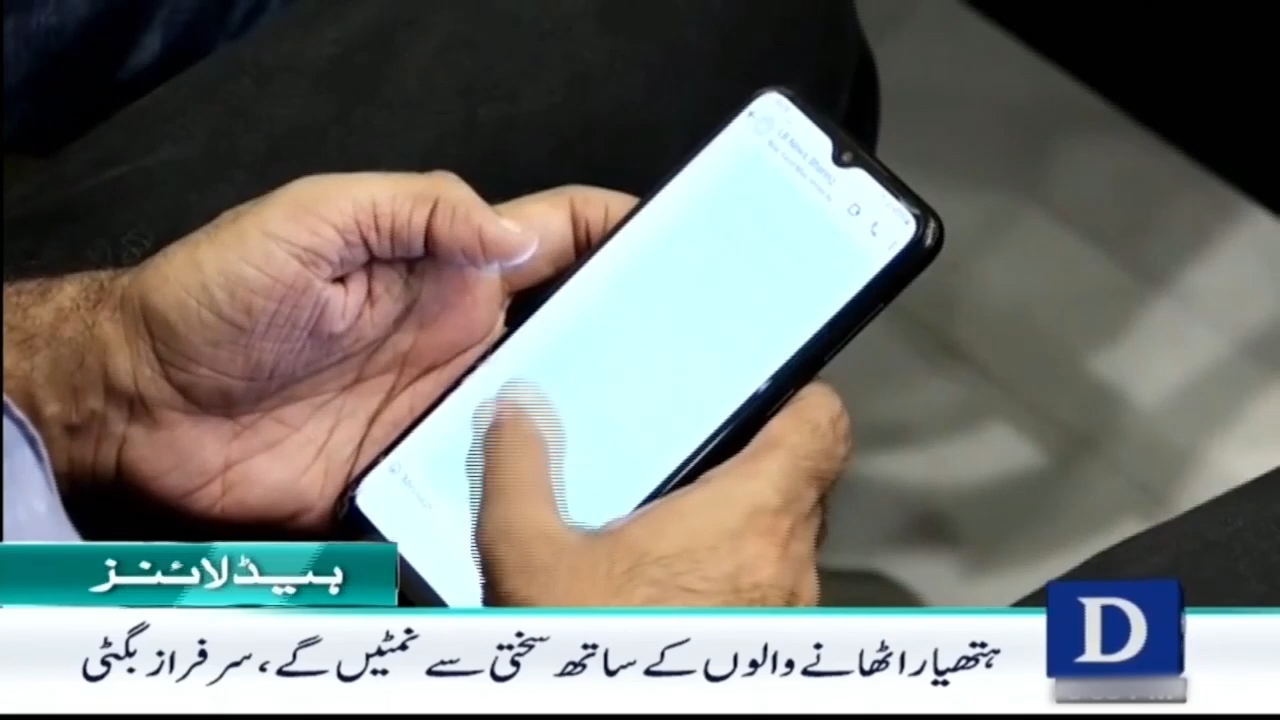 ہیڈلائنز
ہتھیار اٹھانے والوں کے ساتھ سختی سے نمٹیں گے، سرفراز بگٹی
D